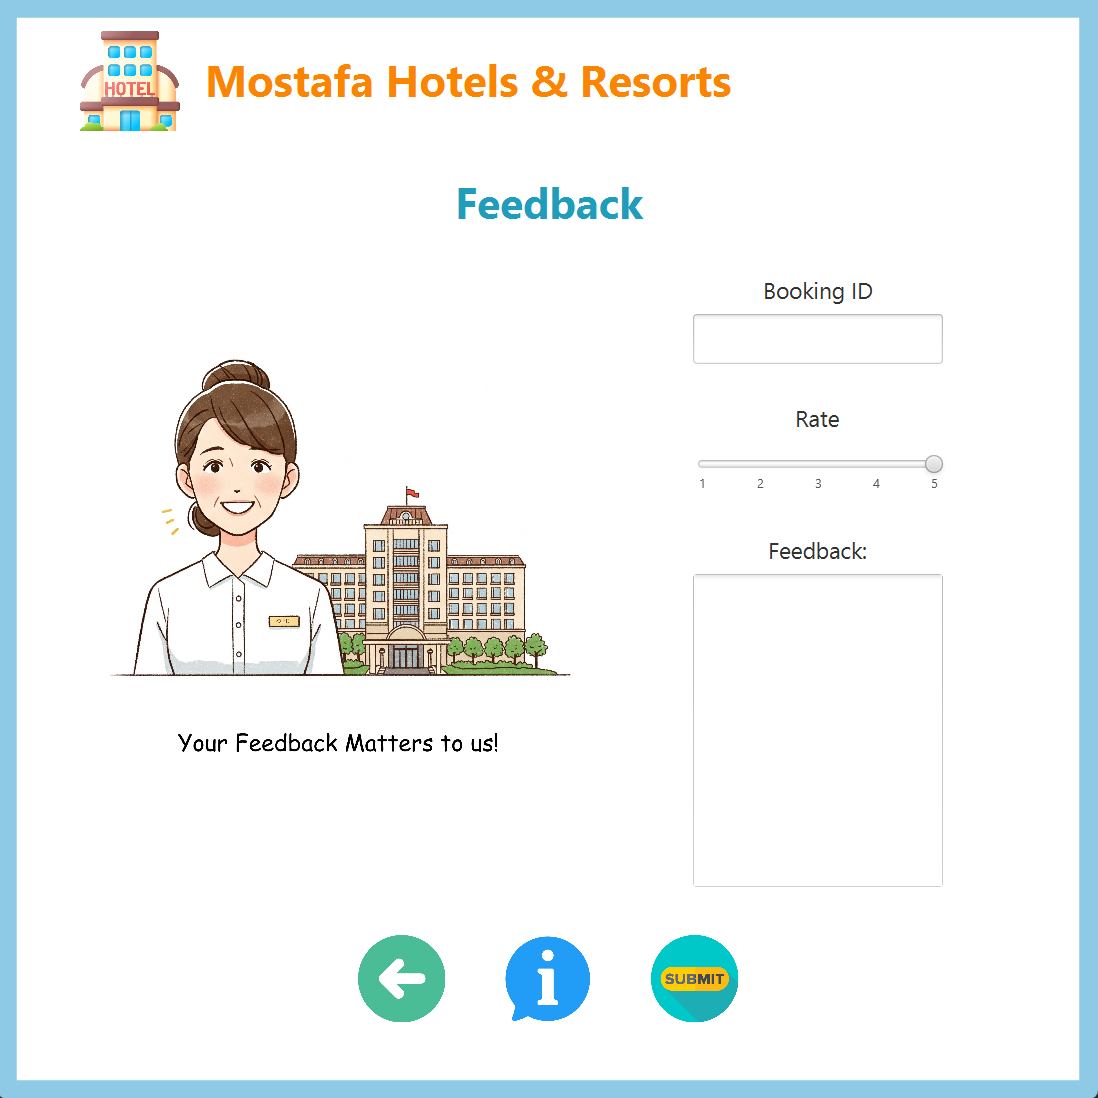 HOTEL
Mostafa Hotels & Resorts
Feedback
Booking ID
Rate
1 2 3 4 5
Feedback:
Your Feedback Matters to us!
i
SUBMIT